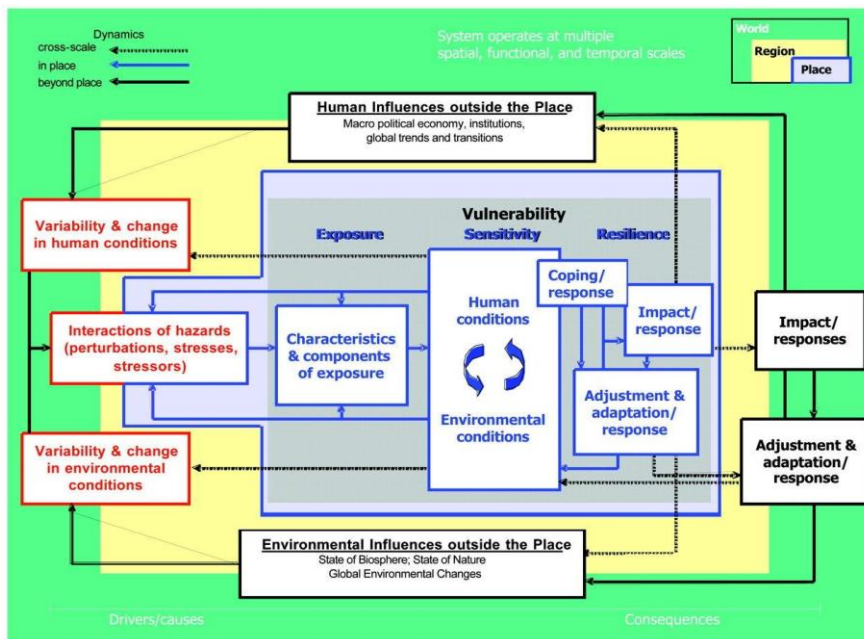 Dynamics
cross-scale
in place
beyond place
System operates at multiple
spatial, functional, and temporal scales
World
Region
Place
Human Influences outside the Place
Macro political economy, institutions,
global trends and transitions
Variability & change
in human conditions
Vulnerability
Exposure
Sensitivity
Resilience
Coping/
response
Human
conditions
Impact/
response
Interactions of hazards
(perturbations, stresses,
stressors)
Characteristics
& components
of exposure
Impact/
responses
Adjustment &
adaptation/
response
Environmental
conditions
Variability & change
in environmental
conditions
Adjustment &
adaptation/
response
Environmental Influences outside the Place
State of Biosphere; State of Nature
Global Environmental Changes
Drivers/causes
Consequences